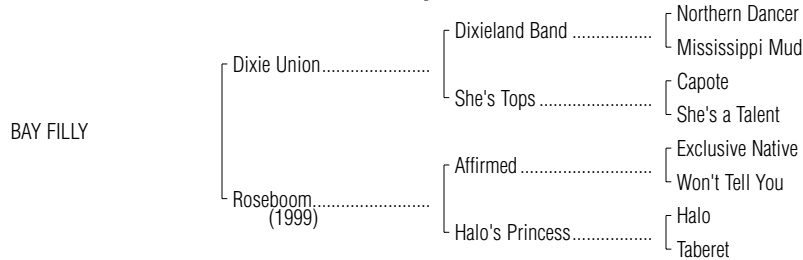 Northern Dancer
Dixieland Band ..................
Mississippi Mud
Dixie Union........................
Capote
She's Tops .........................
She's a Talent
BAY FILLY
Exclusive Native
Affirmed ..............................
Won't Tell You
Roseboom..........................
(1999)
Halo
Halo's Princess..................
Taberet